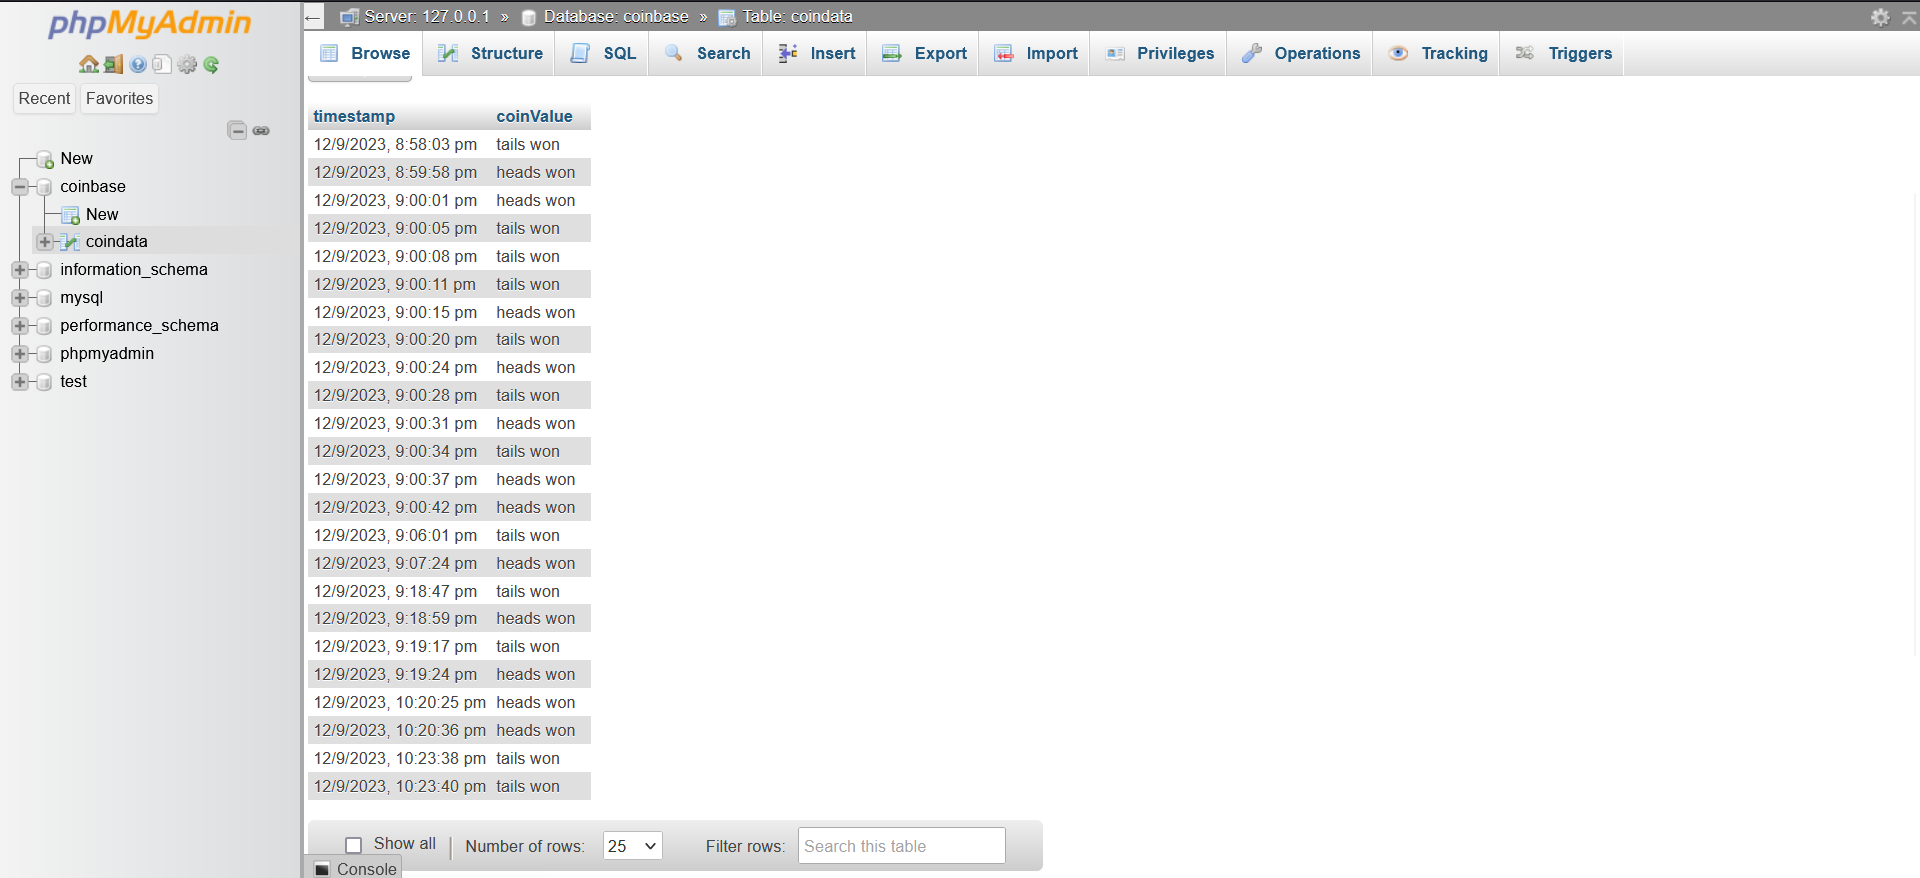 phpMyAdmin
Recent Favorites
New
coinbase
New
coindata
information_schema
mysql
performance_schema
phpmyadmin
test
Server: 127.0.0.1 » Database: coinbase » Table: coindata
Browse Structure SQL Search Insert Export Import Privileges Operations Tracking Triggers
timestamp coinValue
12/9/2023, 8:58:03 pm tails won
12/9/2023, 8:59:58 pm heads won
12/9/2023, 9:00:01 pm heads won
12/9/2023, 9:00:05 pm tails won
12/9/2023, 9:00:08 pm tails won
12/9/2023, 9:00:11 pm tails won
12/9/2023, 9:00:15 pm heads won
12/9/2023, 9:00:20 pm tails won
12/9/2023, 9:00:24 pm heads won
12/9/2023, 9:00:28 pm tails won
12/9/2023, 9:00:31 pm heads won
12/9/2023, 9:00:34 pm tails won
12/9/2023, 9:00:37 pm heads won
12/9/2023, 9:00:42 pm heads won
12/9/2023, 9:06:01 pm tails won
12/9/2023, 9:07:24 pm heads won
12/9/2023, 9:18:47 pm tails won
12/9/2023, 9:18:59 pm heads won
12/9/2023, 9:19:17 pm tails won
12/9/2023, 9:19:24 pm heads won
12/9/2023, 10:20:25 pm heads won
12/9/2023, 10:20:36 pm heads won
12/9/2023, 10:23:38 pm tails won
12/9/2023, 10:23:40 pm tails won
Show all Number of rows: 25 Filter rows: Search this table
Console